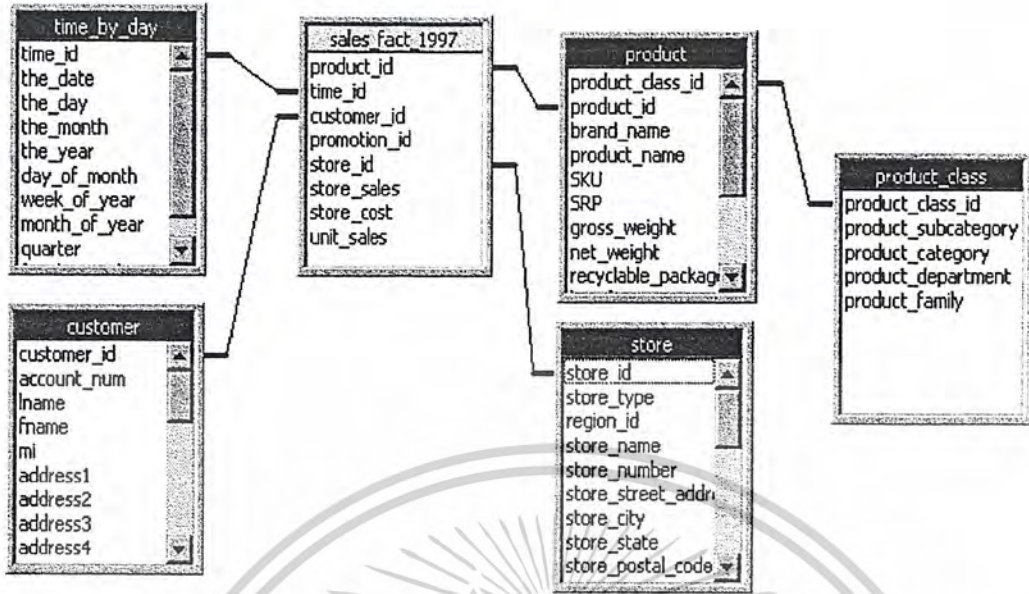 time_by_day
time_id
the_date
the_day
the_month
the_year
day_of_month
week_of_year
month_of_year
quarter
sales_fact_1997
product_id
time_id
customer_id
promotion_id
store_id
store_sales
store_cost
unit_sales
product
product_class_id
product_id
brand_name
product_name
SKU
SRP
gross_weight
net_weight
recyclable_packag
product_class
product_class_id
product_subcategory
product_category
product_department
product_family
customer
customer_id
account_num
lname
fname
mi
address1
address2
address3
address4
store
store_id
store_type
region_id
store_name
store_number
store_street_addr
store_city
store_state
store_postal_code